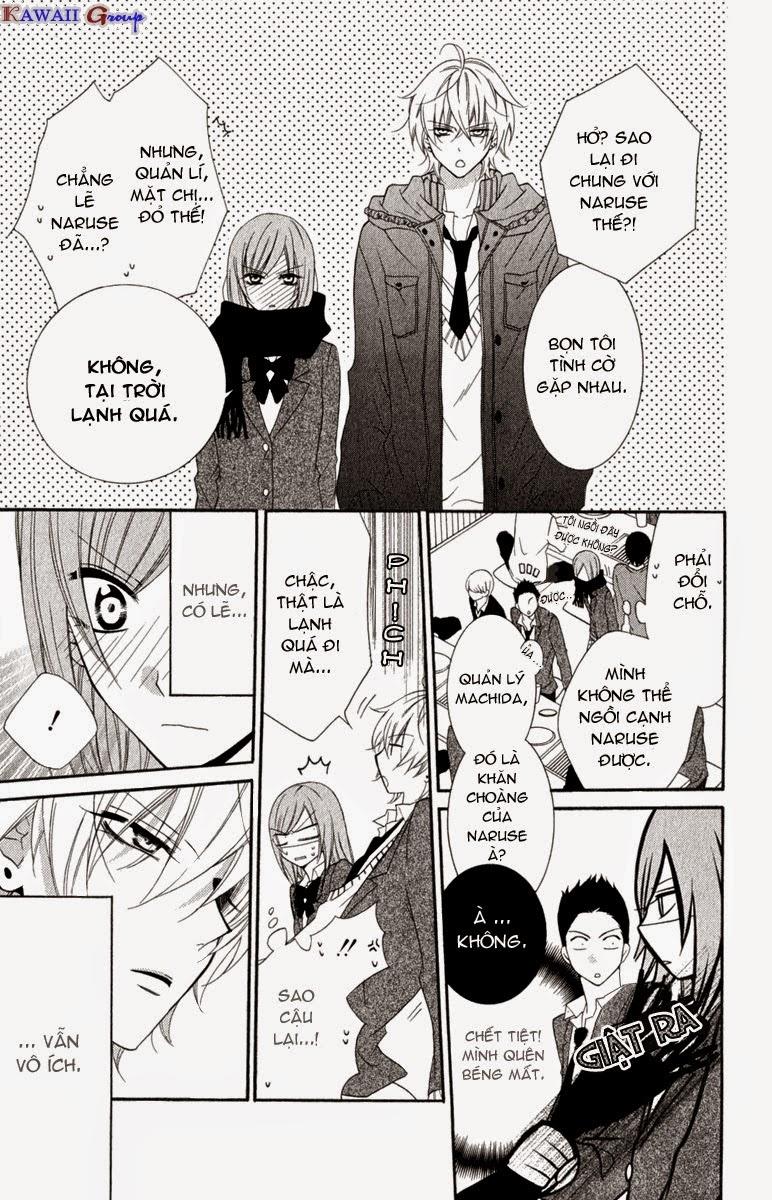 KAWAII Group
HỞ? SAO
LẠI ĐI
CHUNG VỚI
NARUSE
THẾ?!
BỌN TÔI
TÌNH CỜ
GẶP NHAU.
NHƯNG,
QUẢN LÍ,
MẶT CHỊ...
ĐỎ THẾ!
CHẲNG
LẼ
NARUSE
ĐÃ...?
KHÔNG,
TẠI TRỜI
LẠNH QUÁ.
PHẢI
ĐỔI
CHỖ.
MÌNH
KHÔNG THỂ
NGỒI CẠNH
NARUSE
ĐƯỢC.
TÔI NGỒI ĐÂY
ĐƯỢC KHÔNG?
ĐƯỢC..
ỦA...
QUẢN LÝ
MACHIDA,
ĐÓ LÀ
KHĂN
CHOÀNG
CỦA
NARUSE
À?
À ...
KHÔNG.
CHẾT TIỆT!
MÌNH QUÊN
BÉNG MẤT.
GIẬT RA
PHỊCH
CHẬC,
THẬT LÀ
LẠNH
QUÁ ĐI
MÀ...
SAO
CẬU
LẠI...!
NHƯNG,
CÓ LẼ...
!
... VẪN
VÔ ÍCH.